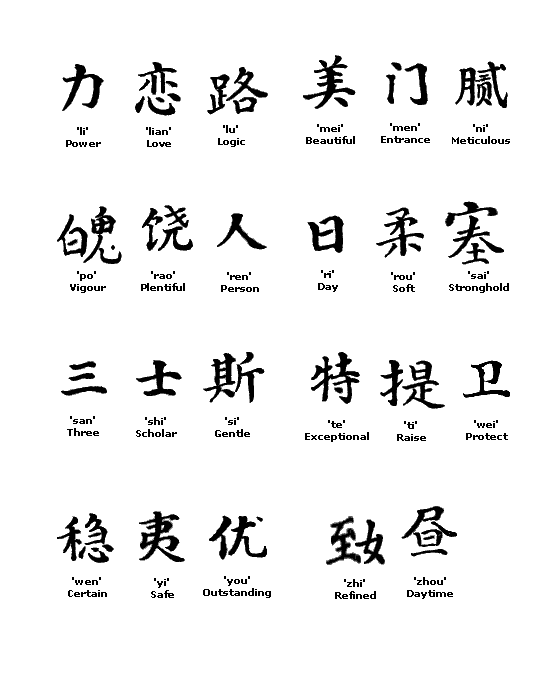 力 恋 路 美 门 腻
'li' 'lian' 'lu' 'mei' 'men' 'ni'
Power Love Logic Beautiful Entrance Meticulous
魄 饶 人 日 柔 塞
'po' 'rao' 'ren' 'ri' 'rou' 'sai'
Vigour Plentiful Person Day Soft Stronghold
三 士 斯 特 提 卫
'san' 'shi' 'si' 'te' 'ti' 'wei'
Three Scholar Gentle Exceptional Raise Protect
稳 夷 优 致 昼
'wen' 'yi' 'you' 'zhi' 'zhou'
Certain Safe Outstanding Refined Daytime